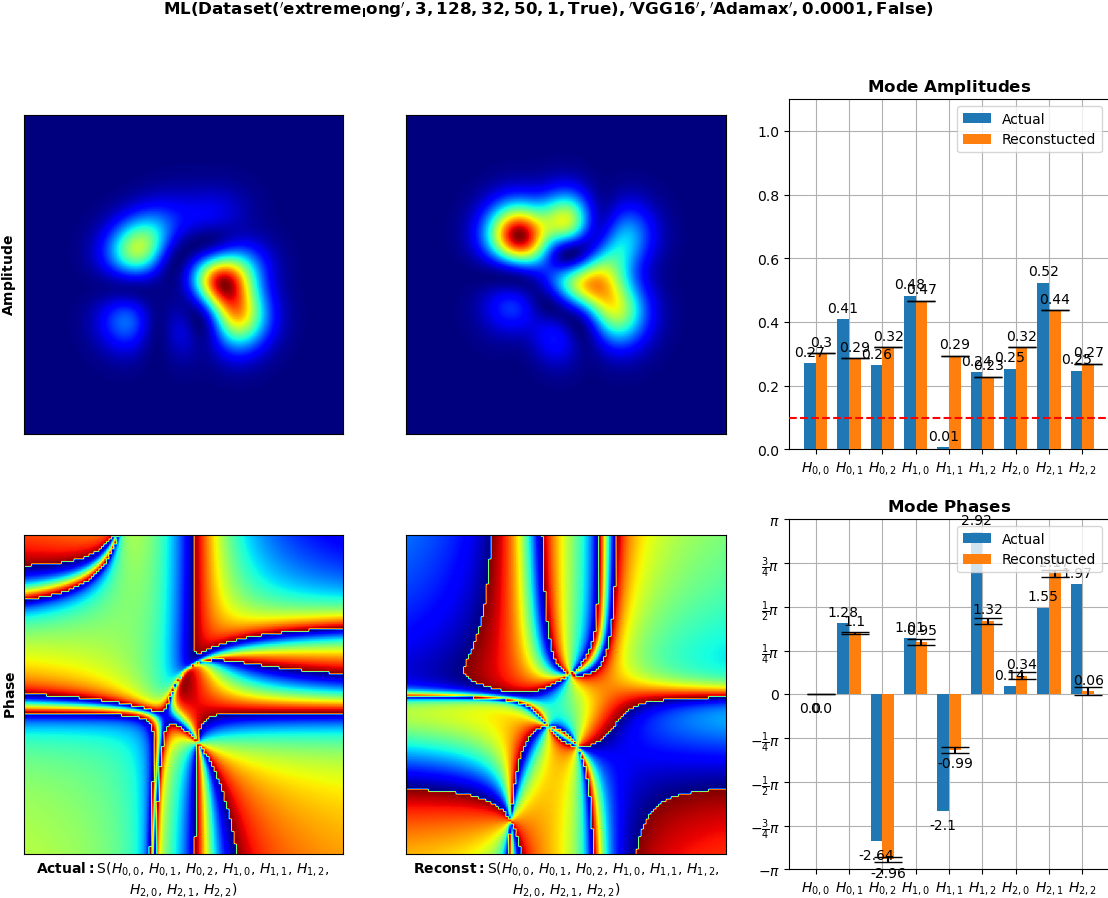 ML(Dataset('extreme_long', 3, 128, 32, 50, 1, True), 'VGG16', 'Adamax', 0.0001, False)
Amplitude
Mode Amplitudes
Actual
Reconstucted
1.0
0.8
0.6
0.4
0.2
0.0
0.27
0.3
0.41
0.29
0.26
0.32
0.48
0.47
0.01
0.29
0.24
0.23
0.25
0.32
0.52
0.44
0.25
0.27
H0,0 H0,1 H0,2 H1,0 H1,1 H1,2 H2,0 H2,1 H2,2
Phase
Mode Phases
Actual
Reconstucted
π
3/4π
1/2π
1/4π
0
−1/4π
−1/2π
−3/4π
−π
0.0
0.0
1.28
1.1
-2.64
-2.96
1.01
0.95
-2.1
-0.99
2.92
1.32
0.14
0.34
1.55
1.97
0.06
H0,0 H0,1 H0,2 H1,0 H1,1 H1,2 H2,0 H2,1 H2,2
Actual: S(H0,0, H0,1, H0,2, H1,0, H1,1, H1,2,
H2,0, H2,1, H2,2)
Reconst: S(H0,0, H0,1, H0,2, H1,0, H1,1, H1,2,
H2,0, H2,1, H2,2)